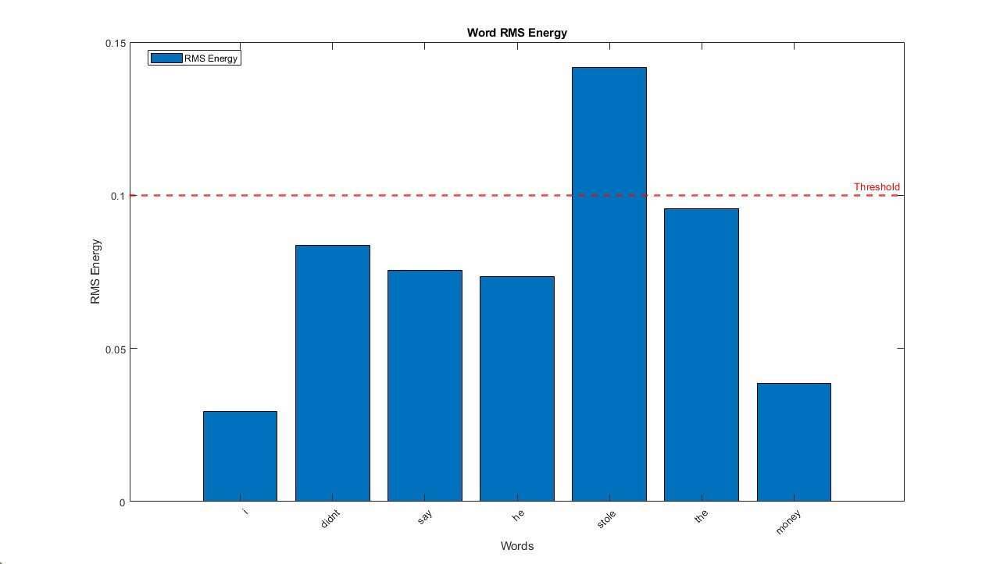 Word RMS Energy
RMS Energy
0.15
0.1
0.05
0
RMS Energy
Threshold
i
didnt
say
he
stole
the
money
Words